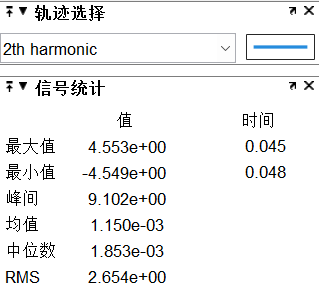 轨迹选择
2th harmonic
信号统计
值 时间
最大值 4.553e+00 0.045
最小值 -4.549e+00 0.048
峰间 9.102e+00
均值 1.150e-03
中位数 1.853e-03
RMS 2.654e+00